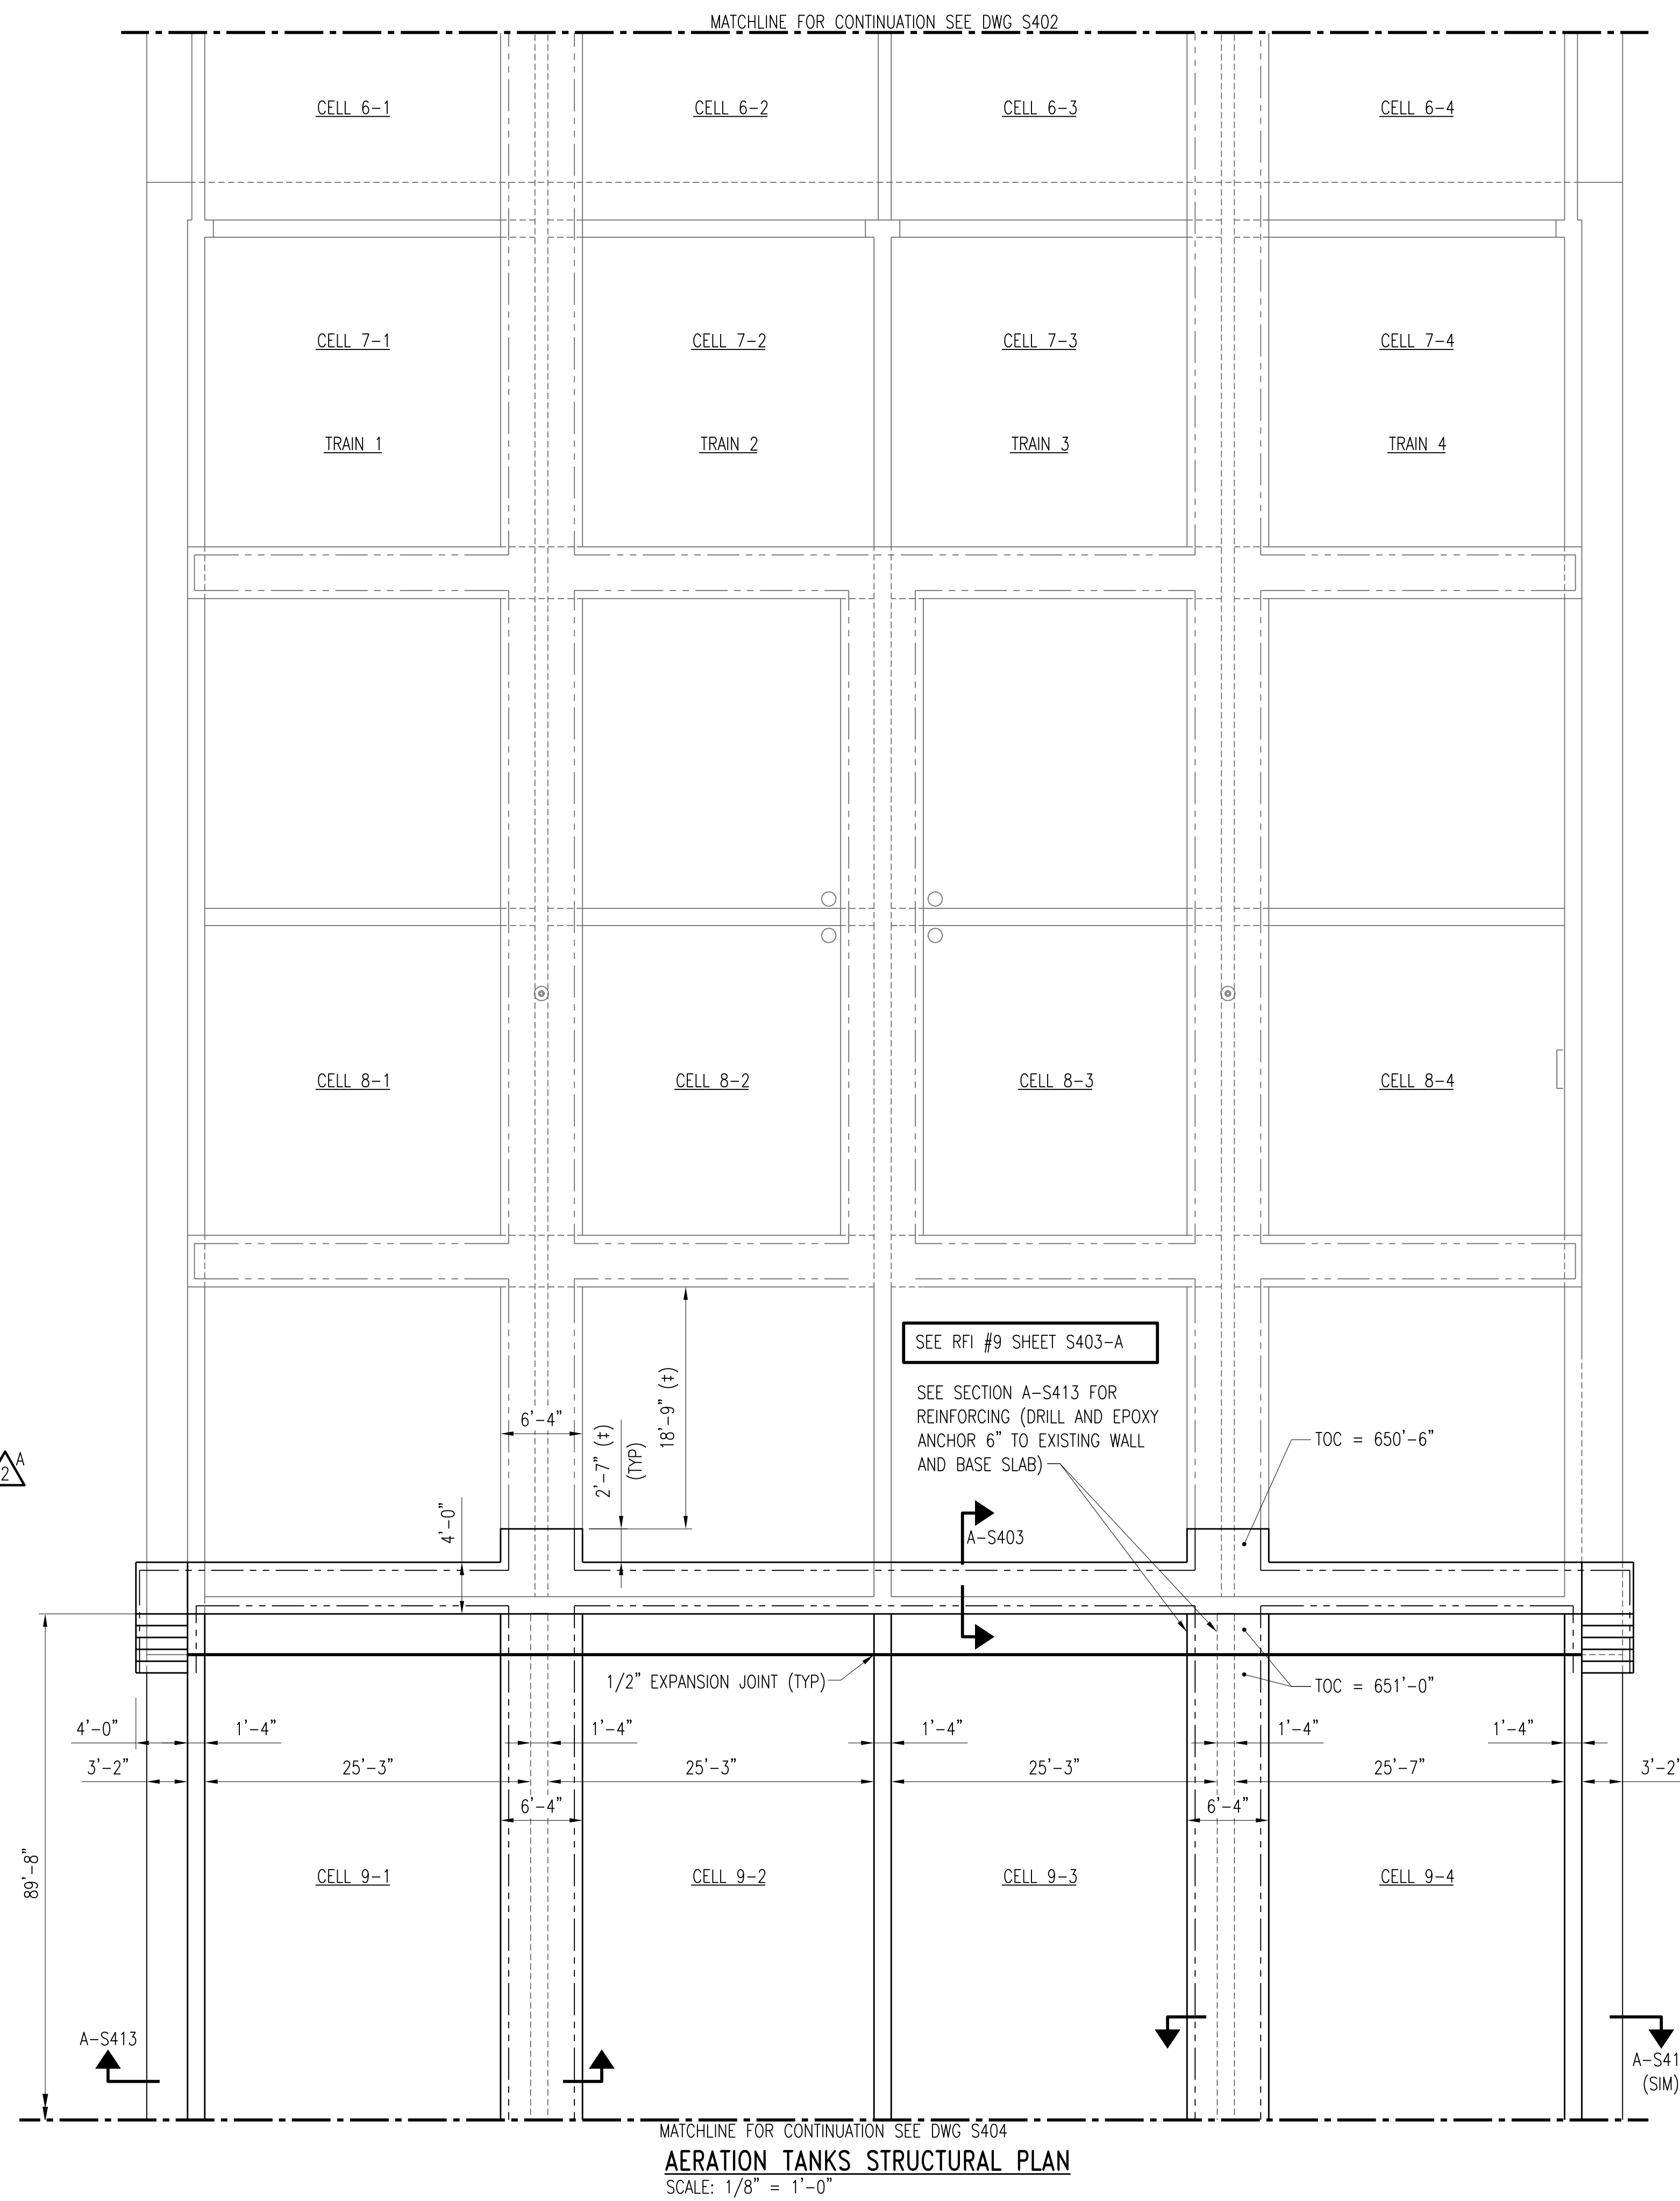 MATCHLINE FOR CONTINUATION SEE DWG S402
CELL 6-1
CELL 6-2
CELL 6-3
CELL 6-4
CELL 7-1
CELL 7-2
CELL 7-3
CELL 7-4
TRAIN 1
TRAIN 2
TRAIN 3
TRAIN 4
CELL 8-1
CELL 8-2
CELL 8-3
CELL 8-4
SEE RFI #9 SHEET S403-A
SEE SECTION A-S413 FOR
REINFORCING (DRILL AND EPOXY
ANCHOR 6" TO EXISTING WALL
AND BASE SLAB)
6'-4"
2'-7" (‡)
(TYP)
18'-9" (‡)
TOC = 650'-6"
A
2
4'-0"
A-S403
1/2" EXPANSION JOINT (TYP)
TOC = 651'-0"
4'-0"
1'-4"
1'-4"
1'-4"
1'-4"
1'-4"
3'-2"
25'-3"
25'-3"
25'-3"
25'-7"
3'-2"
6'-4"
6'-4"
89'-8"
CELL 9-1
CELL 9-2
CELL 9-3
CELL 9-4
A-S413
A-S41
(SIM)
MATCHLINE FOR CONTINUATION SEE DWG S404
AERATION TANKS STRUCTURAL PLAN
SCALE: 1/8" = 1'-0"